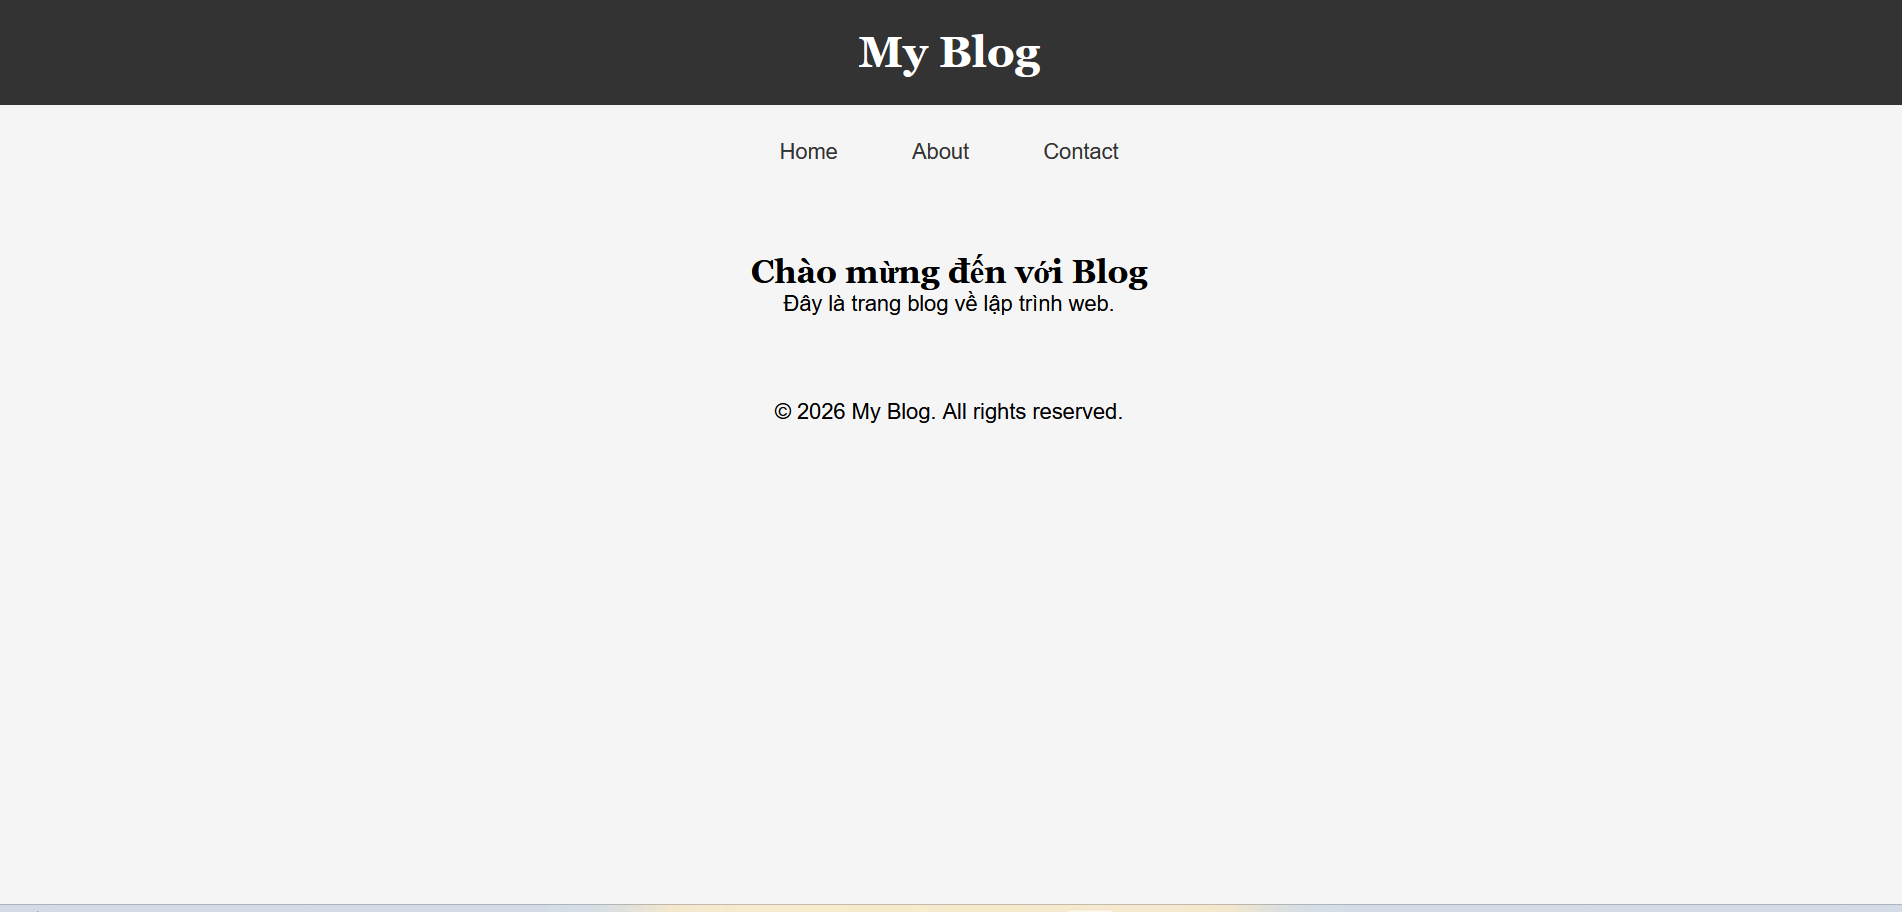 My Blog
Home About Contact
Chào mừng đến với Blog
Đây là trang blog về lập trình web.
© 2026 My Blog. All rights reserved.